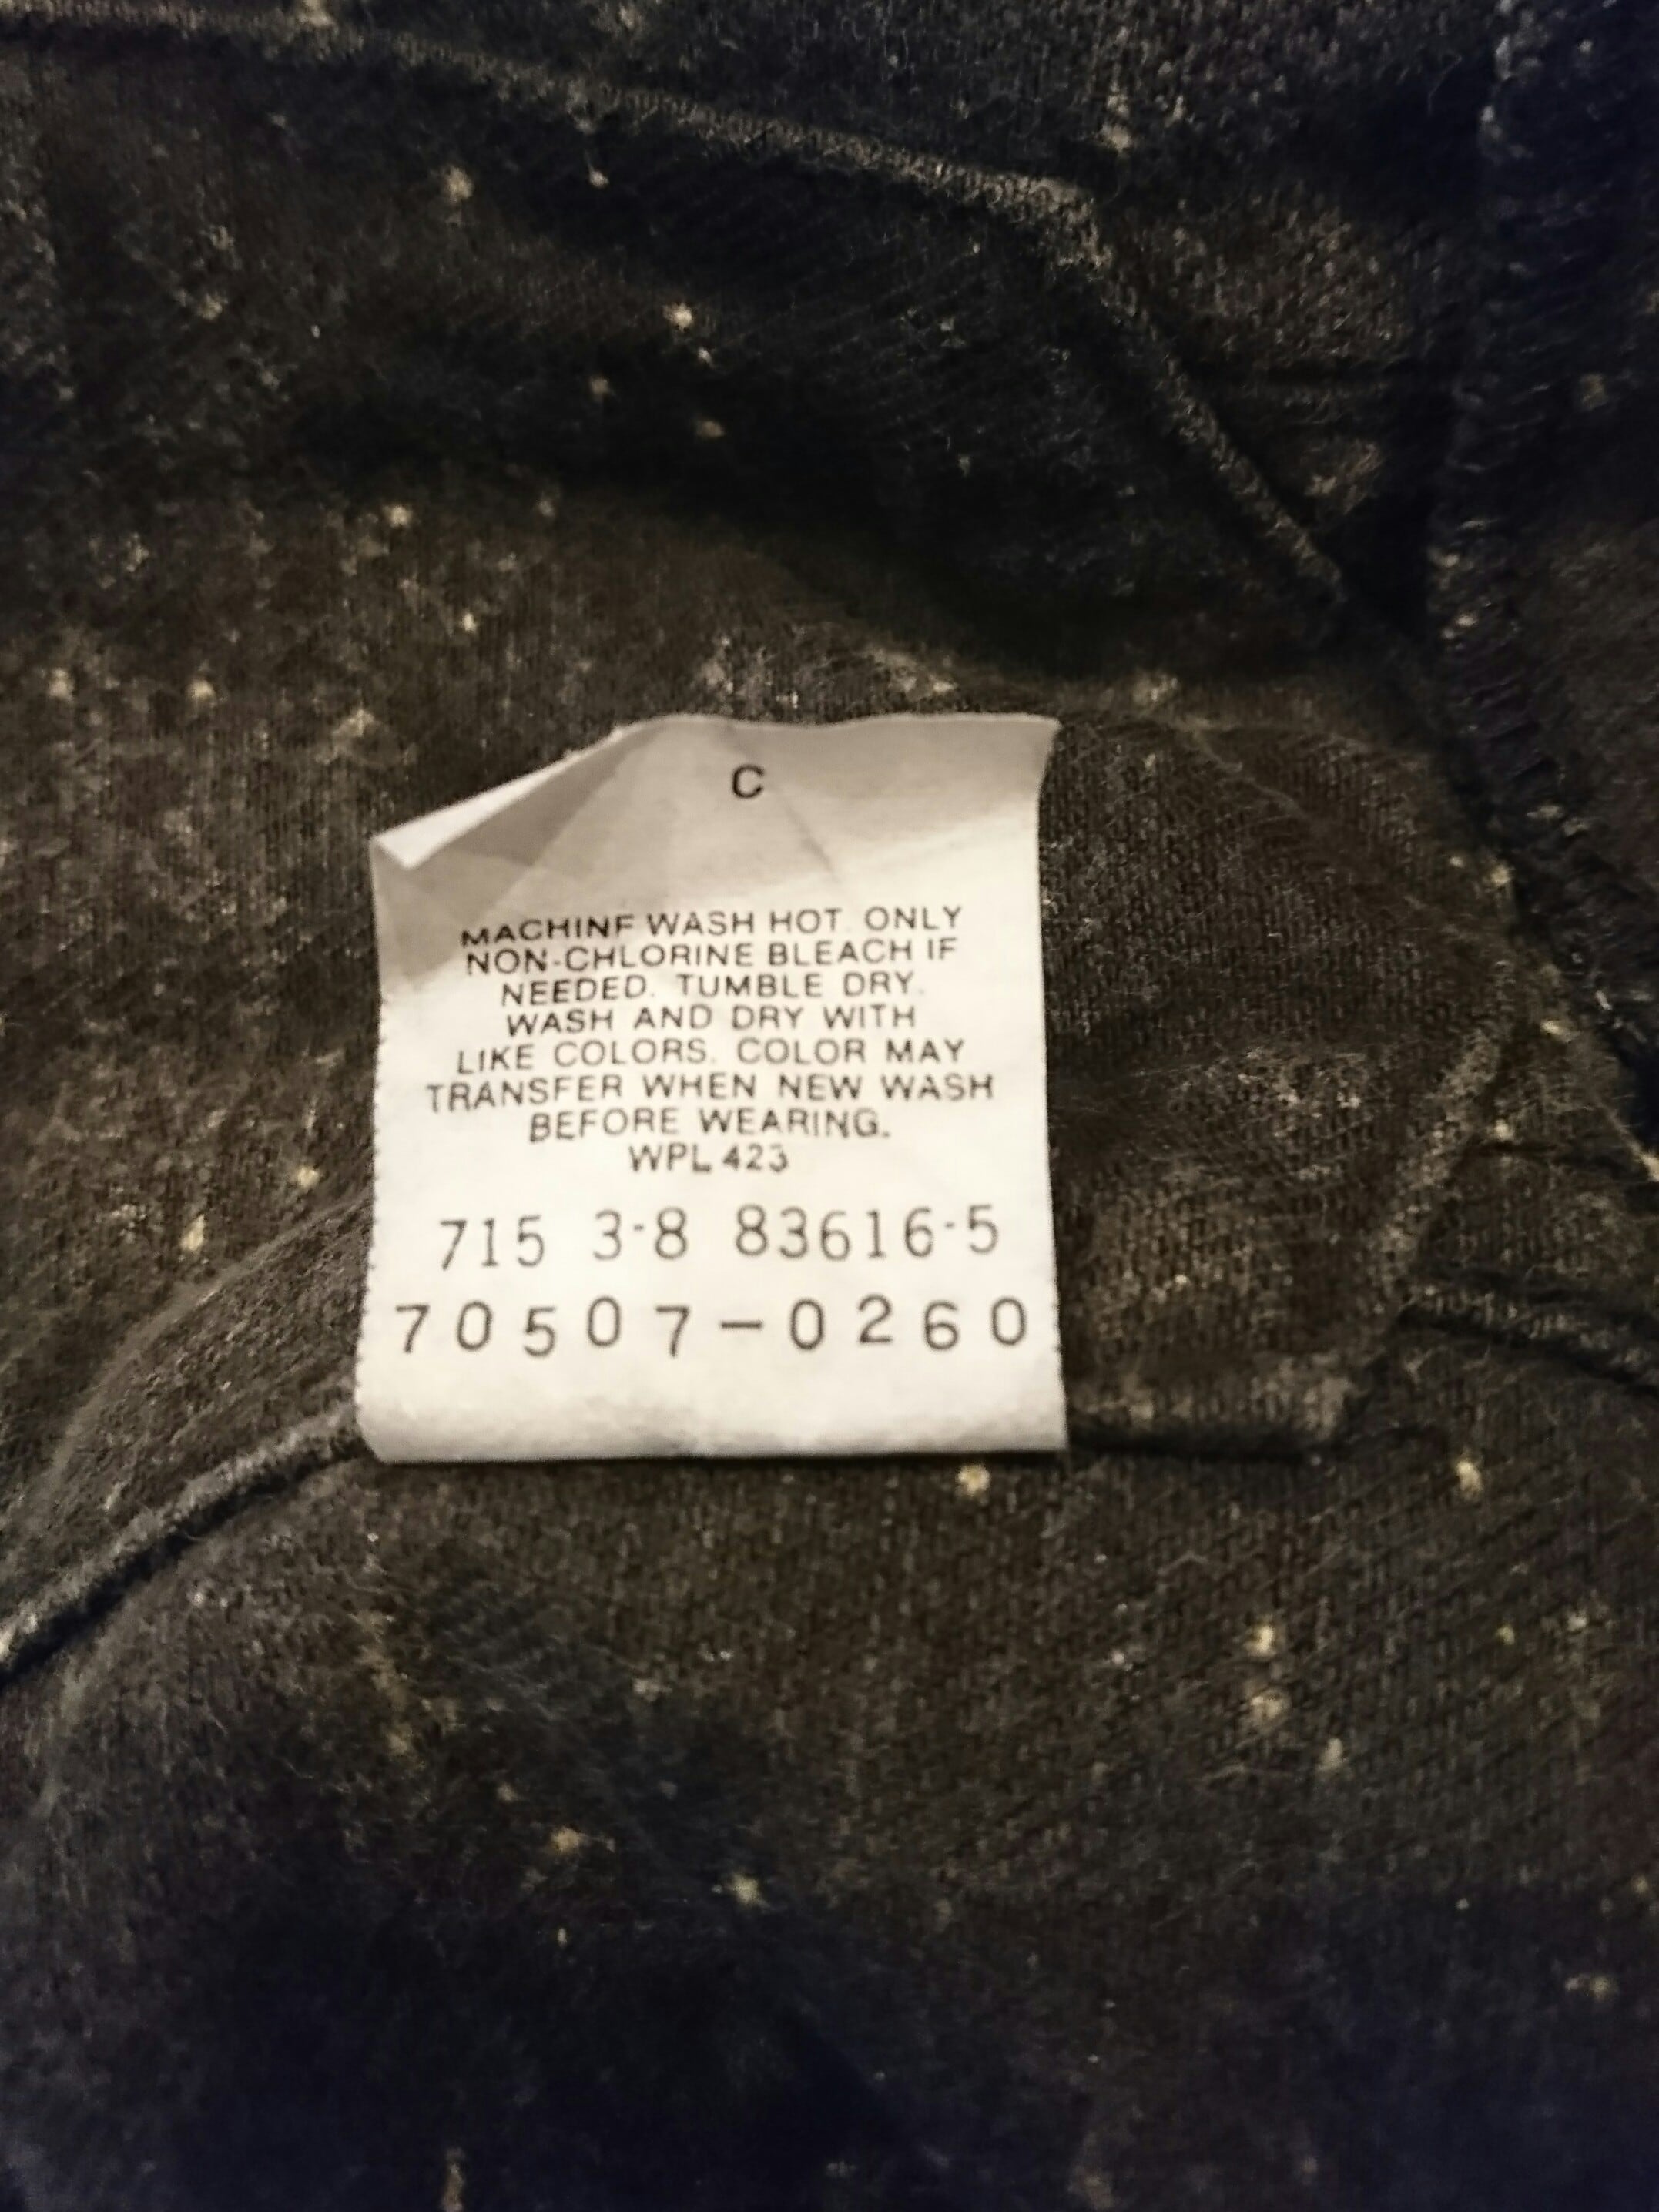 C
MACHINE WASH HOT. ONLY
NON-CHLORINE BLEACH IF
NEEDED. TUMBLE DRY.
WASH AND DRY WITH
LIKE COLORS. COLOR MAY
TRANSFER WHEN NEW WASH
BEFORE WEARING.
WPL 423
715 3-8 83616-5
70507-0260